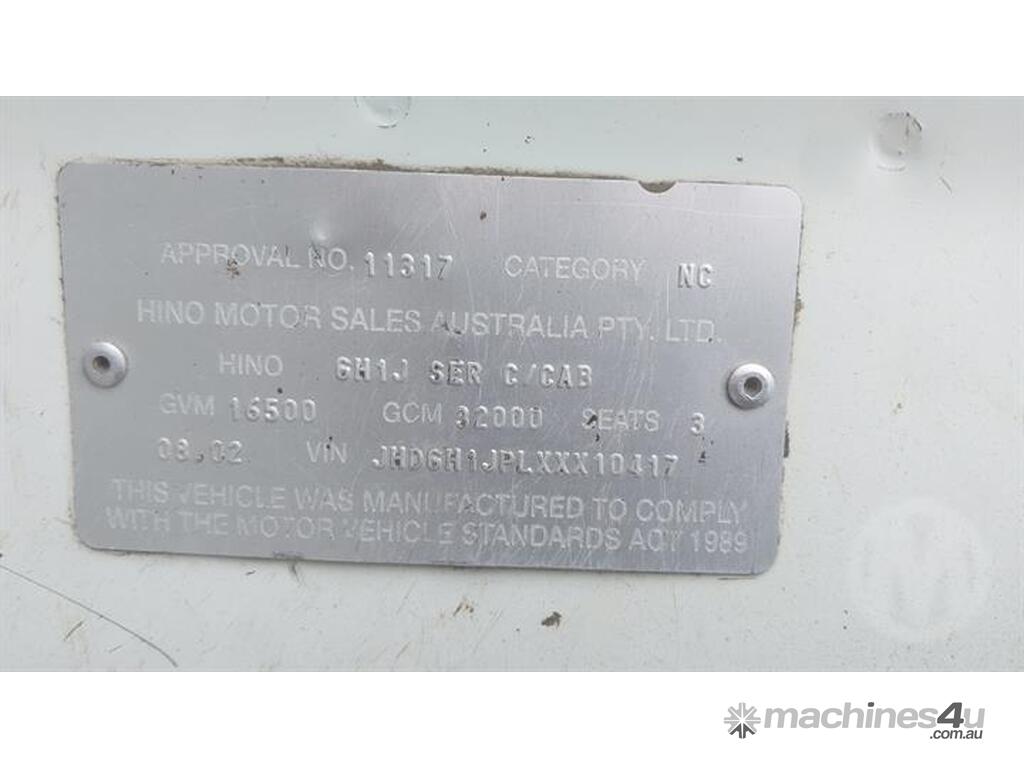 APPROVAL NO. 11317 CATEGORY NC
HINO MOTOR SALES AUSTRALIA PTY. LTD.
HINO GH1J SER C/CAB
GVM 16500 GCM 32000 SEATS 3
08.02 VIN JHDGH1JPLXXX10417
THIS VEHICLE WAS MANUFACTURED TO COMPLY
WITH THE MOTOR VEHICLE STANDARDS ACT 1989
M
machines4u
.com.au